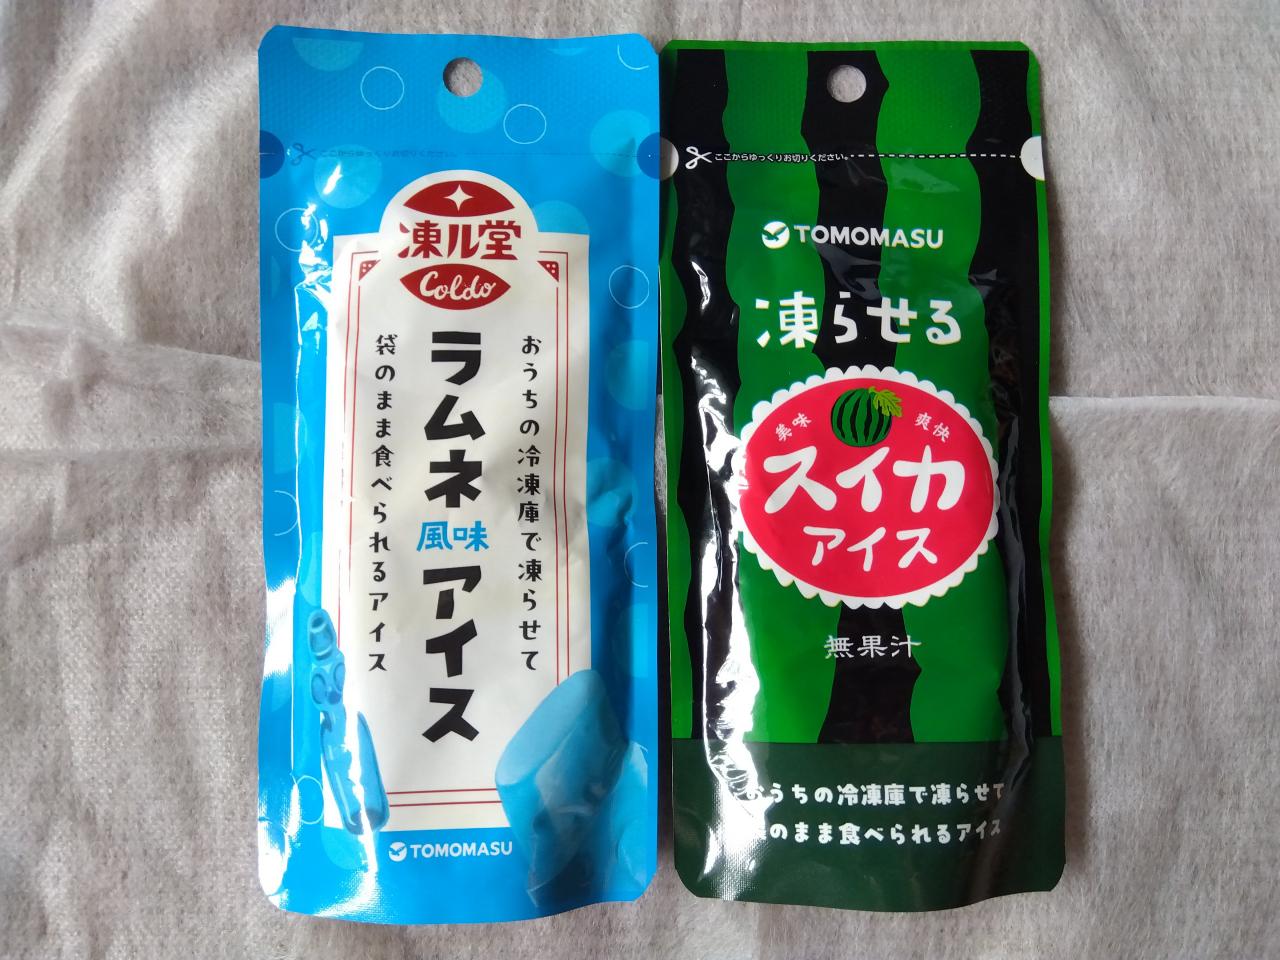 ここからゆっくりお切りください。
凍ル堂
Coldo
おうちの冷凍庫で凍らせて
ラムネ風味アイス
袋のまま食べられるアイス
TOMOMASU
ここからゆっくりお切りください。
TOMOMASU
凍らせる
美味 爽快
スイカ
アイス
無果汁
おうちの冷凍庫で凍らせて
袋のまま食べられるアイス